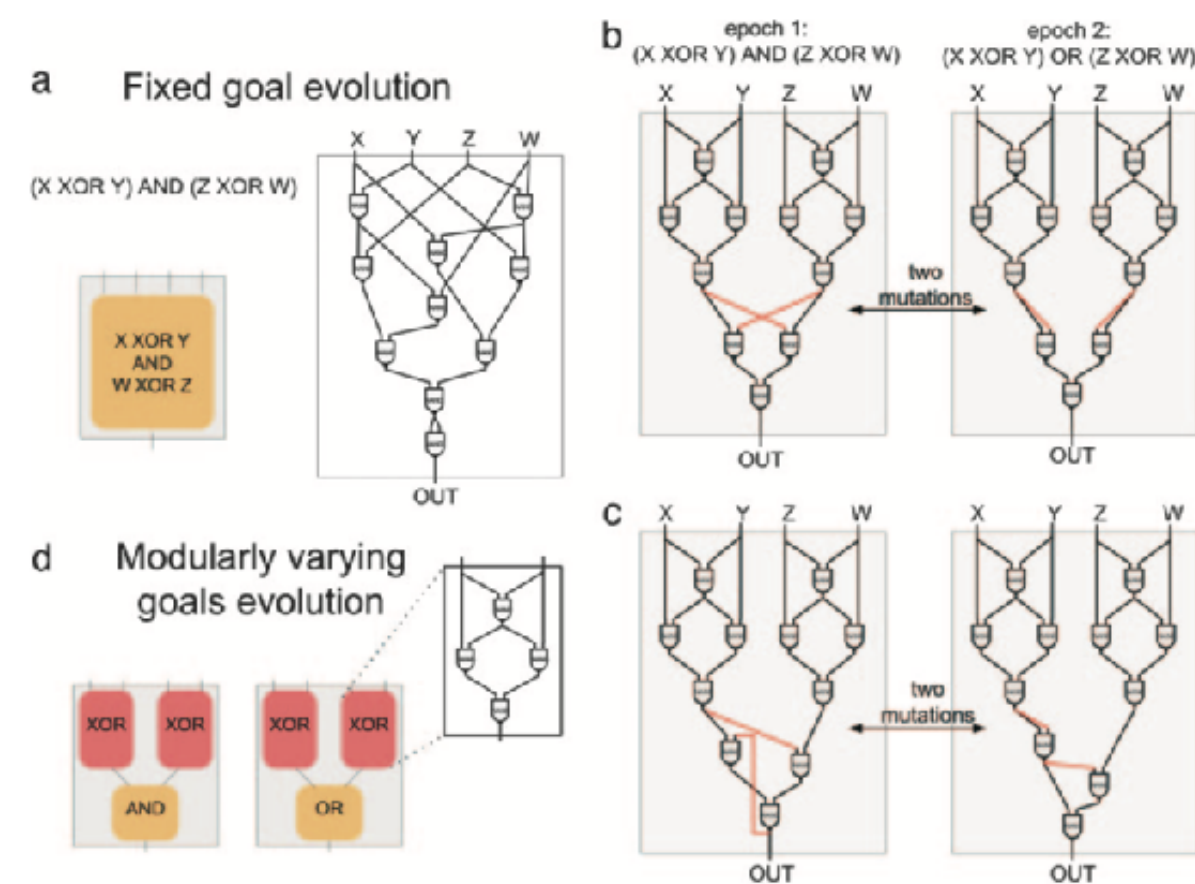 a
Fixed goal evolution
(X XOR Y) AND (Z XOR W)
X XOR Y
AND
W XOR Z
X Y Z W
OUT
b
epoch 1:
(X XOR Y) AND (Z XOR W)
epoch 2:
(X XOR Y) OR (Z XOR W)
X Y Z W
X Y Z W
two
mutations
OUT
OUT
c
X Y Z W
X Y Z W
two
mutations
OUT
OUT
d
Modularly varying
goals evolution
XOR XOR
AND
XOR XOR
OR